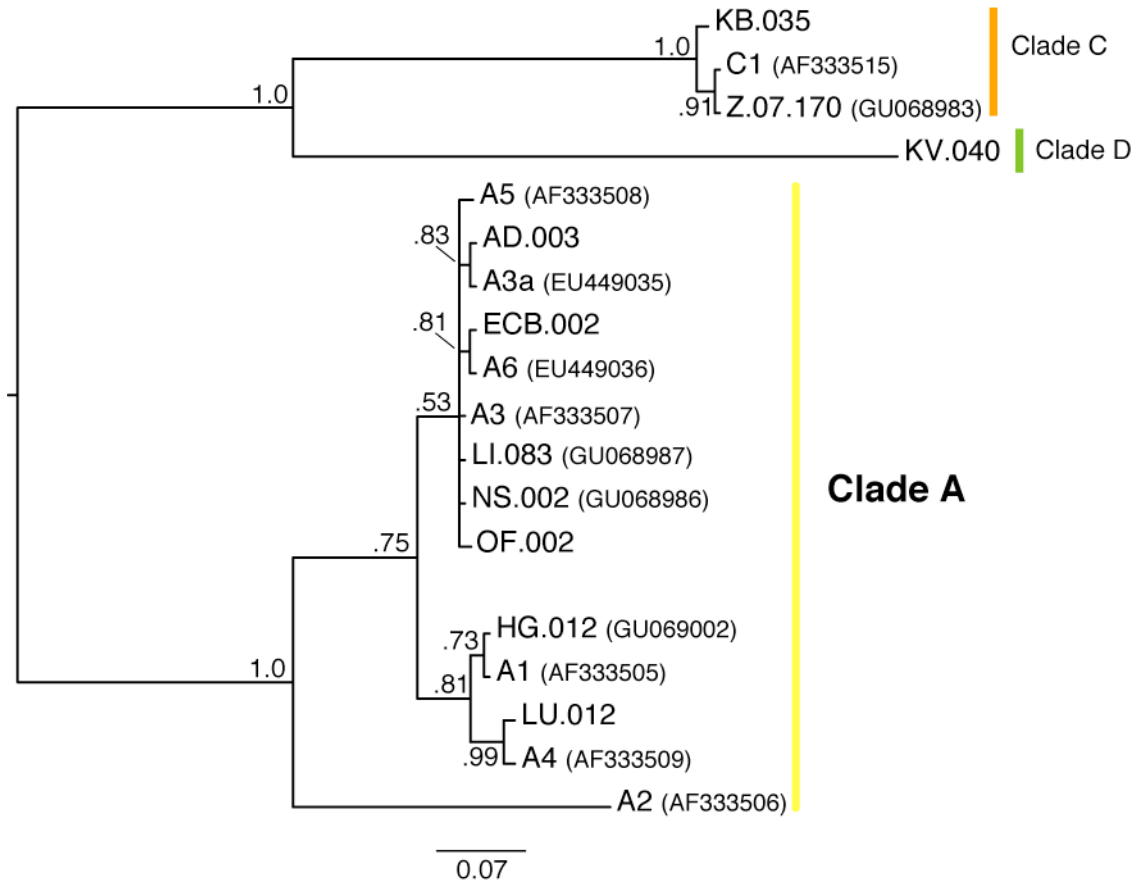 KB.035
1.0
C1 (AF333515)
Clade C
.91
Z.07.170 (GU068983)
1.0
KV.040
Clade D
A5 (AF333508)
.83
AD.003
A3a (EU449035)
.81
ECB.002
A6 (EU449036)
.53
A3 (AF333507)
LI.083 (GU068987)
Clade A
NS.002 (GU068986)
.75
OF.002
HG.012 (GU069002)
.73
1.0
A1 (AF333505)
.81
LU.012
.99
A4 (AF333509)
A2 (AF333506)
0.07